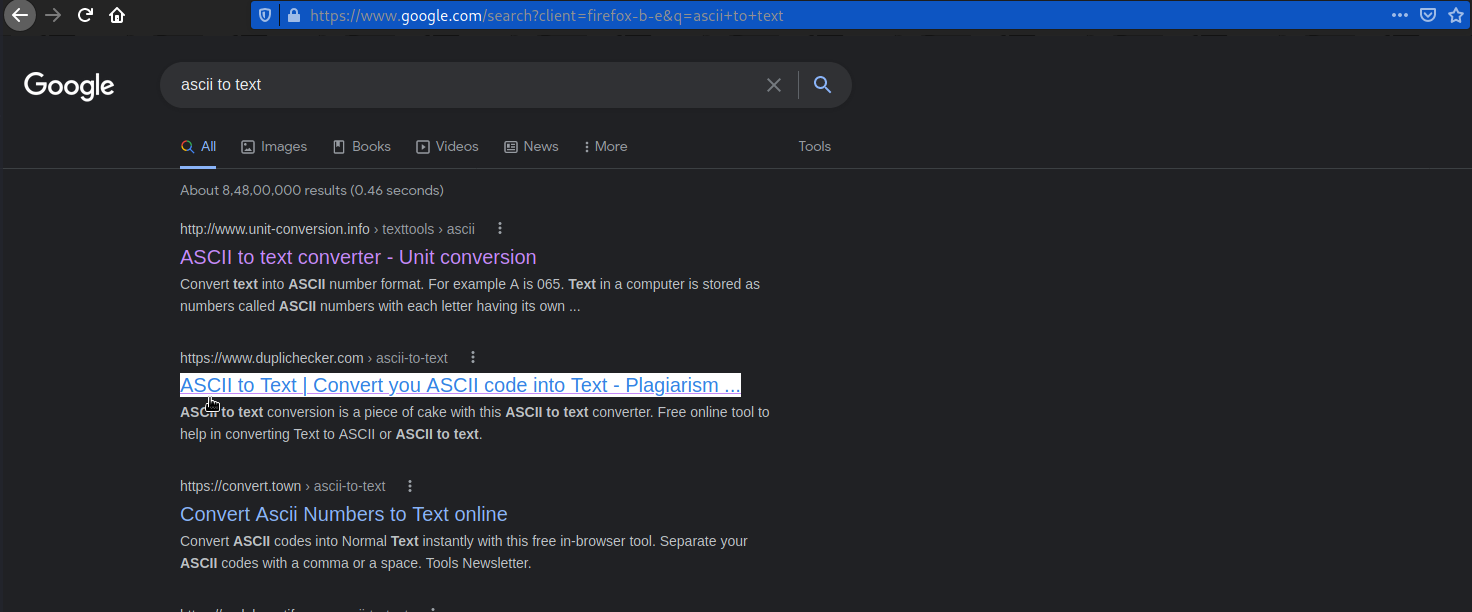 https://www.google.com/search?client=firefox-b-e&q=ascii+to+text
Google
ascii to text
All Images Books Videos News More Tools
About 8,48,00,000 results (0.46 seconds)
http://www.unit-conversion.info › texttools › ascii
ASCII to text converter - Unit conversion
Convert text into ASCII number format. For example A is 065. Text in a computer is stored as
numbers called ASCII numbers with each letter having its own ...
https://www.duplichecker.com › ascii-to-text
ASCII to Text | Convert you ASCII code into Text - Plagiarism ...
ASCII to text conversion is a piece of cake with this ASCII to text converter. Free online tool to
help in converting Text to ASCII or ASCII to text.
https://convert.town › ascii-to-text
Convert Ascii Numbers to Text online
Convert ASCII codes into Normal Text instantly with this free in-browser tool. Separate your
ASCII codes with a comma or a space. Tools Newsletter.